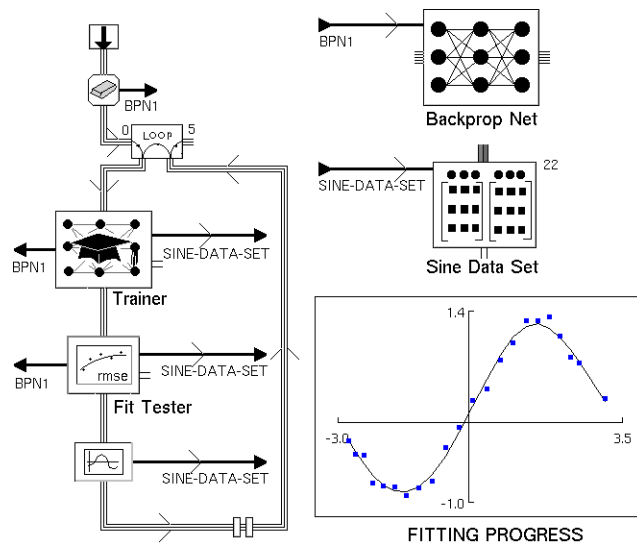 BPN1
0
LOOP
5
SINE-DATA-SET
BPN1
Trainer
rmse
SINE-DATA-SET
BPN1
Fit Tester
SINE-DATA-SET
BPN1
Backprop Net
SINE-DATA-SET
22
Sine Data Set
1.4
-3.0
3.5
-1.0
FITTING PROGRESS